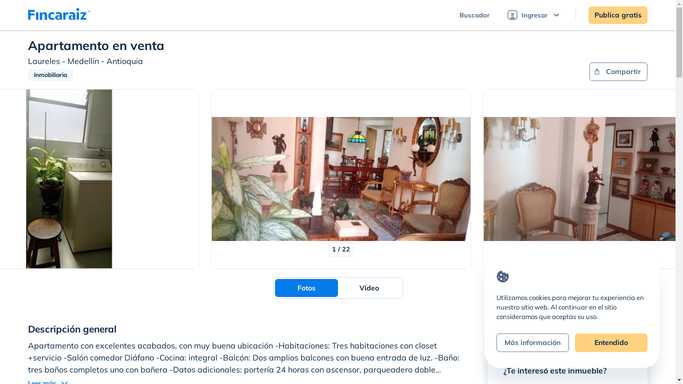 Fincaraiz
Buscador
Ingresar
Publica gratis
Apartamento en venta
Laureles - Medellín - Antioquia
Inmobiliaria
Compartir
1 / 22
Fotos
Video
Utilizamos cookies para mejorar tu experiencia en
nuestro sitio web. Al continuar en el sitio
consideramos que aceptas su uso.
Más información
Entendido
Descripción general
Apartamento con excelentes acabados, con muy buena ubicación -Habitaciones: Tres habitaciones con closet
+servicio -Salón comedor Diáfano -Cocina: integral -Balcón: Dos amplios balcones con buena entrada de luz. -Baño:
tres baños completos uno con bañera -Datos adicionales: portería 24 horas con ascensor, parqueadero doble...
Leer más
¿Te interesó este inmueble?